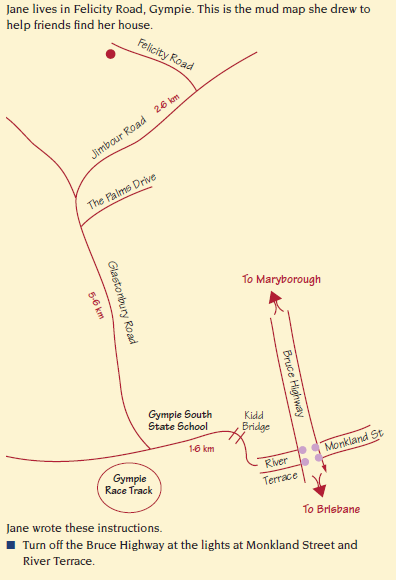 Jane lives in Felicity Road, Gympie. This is the mud map she drew to
help friends find her house.
Felicity Road
2·6 km
Jimbour Road
The Palms Drive
Glastonbury Road
5·6 km
To Maryborough
Bruce Highway
Gympie South
State School
Kidd
Bridge
Monkland St
1·6 km
River
Terrace
Gympie
Race Track
To Brisbane
Jane wrote these instructions.
Turn off the Bruce Highway at the lights at Monkland Street and
River Terrace.